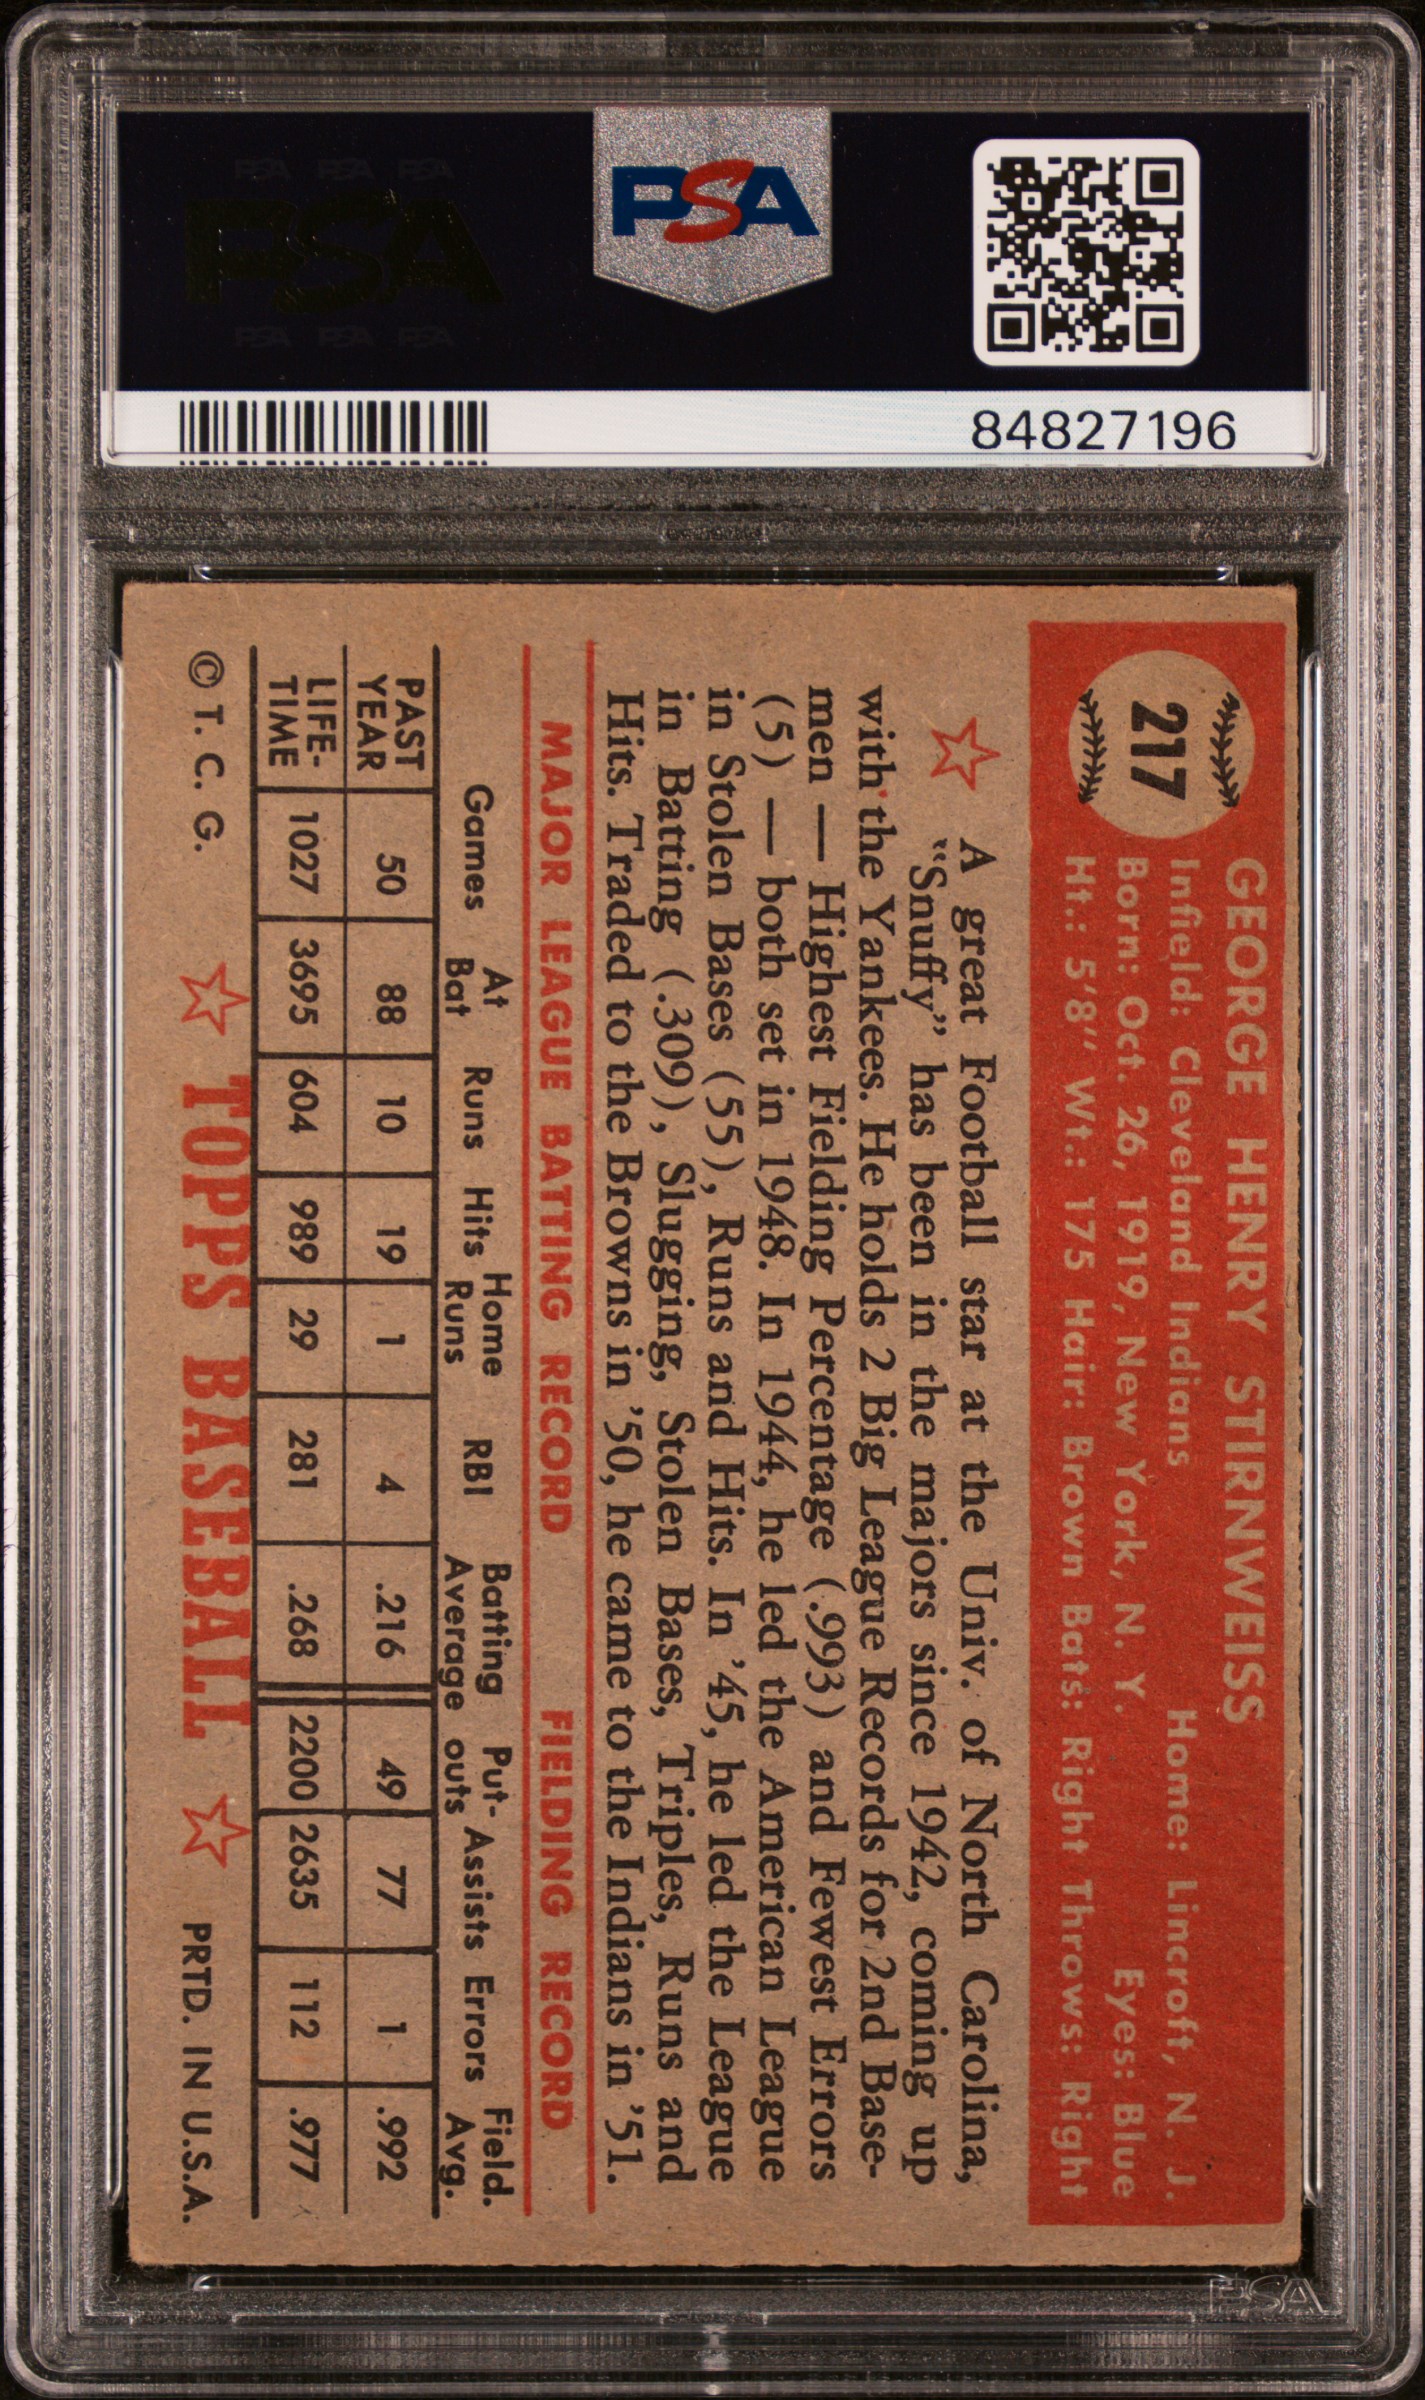 PSA PSA PSA
PSA
PSA PSA PSA
PSA
84827196
217
GEORGE HENRY STIRNWEISS
Infield: Cleveland Indians Home: Lincroft, N. J.
Born: Oct. 26, 1919, New York, N. Y. Eyes: Blue
Ht.: 5'8" Wt.: 175 Hair: Brown Bats: Right Throws: Right
A great Football star at the Univ. of North Carolina,
“Snuffy” has been in the majors since 1942, coming up
with the Yankees. He holds 2 Big League Records for 2nd Base-
men — Highest Fielding Percentage (.993) and Fewest Errors
(5) — both set in 1948. In 1944, he led the American League
in Stolen Bases (55), Runs and Hits. In ’45, he led the League
in Batting (.309), Slugging, Stolen Bases, Triples, Runs and
Hits. Traded to the Browns in ’50, he came to the Indians in ’51.
MAJOR LEAGUE BATTING RECORD FIELDING RECORD
Games At Bat Runs Hits Home Runs RBI Batting Average Put-outs Assists Errors Field. Avg.
PAST YEAR 50 88 10 19 1 4 .216 49 77 1 .992
LIFE-TIME 1027 3695 604 989 29 281 .268 2200 2635 112 .977
© T. C. G. TOPPS BASEBALL PRTD. IN U.S.A.
PSA